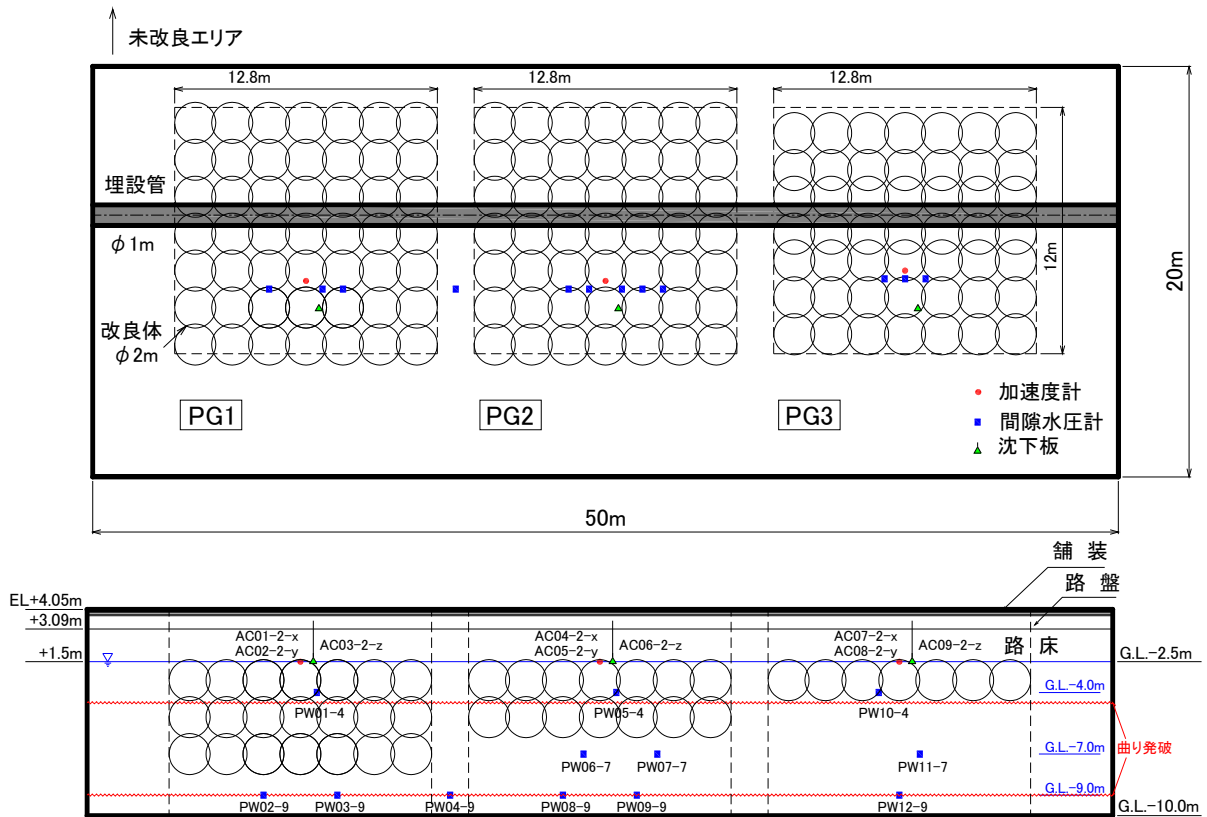 未改良エリア
12.8m
12.8m
12.8m
埋設管
φ1m
改良体
φ2m
12m
20m
PG1
PG2
PG3
加速度計
間隙水圧計
沈下板
50m
舗 装
路 盤
路 床
EL+4.05m
+3.09m
+1.5m
AC01-2-x
AC02-2-y
AC03-2-z
AC04-2-x
AC05-2-y
AC06-2-z
AC07-2-x
AC08-2-y
AC09-2-z
G.L.-2.5m
G.L.-4.0m
PW01-4
PW05-4
PW10-4
曲り発破
G.L.-7.0m
PW06-7
PW07-7
PW11-7
G.L.-9.0m
PW02-9
PW03-9
PW04-9
PW08-9
PW09-9
PW12-9
G.L.-10.0m